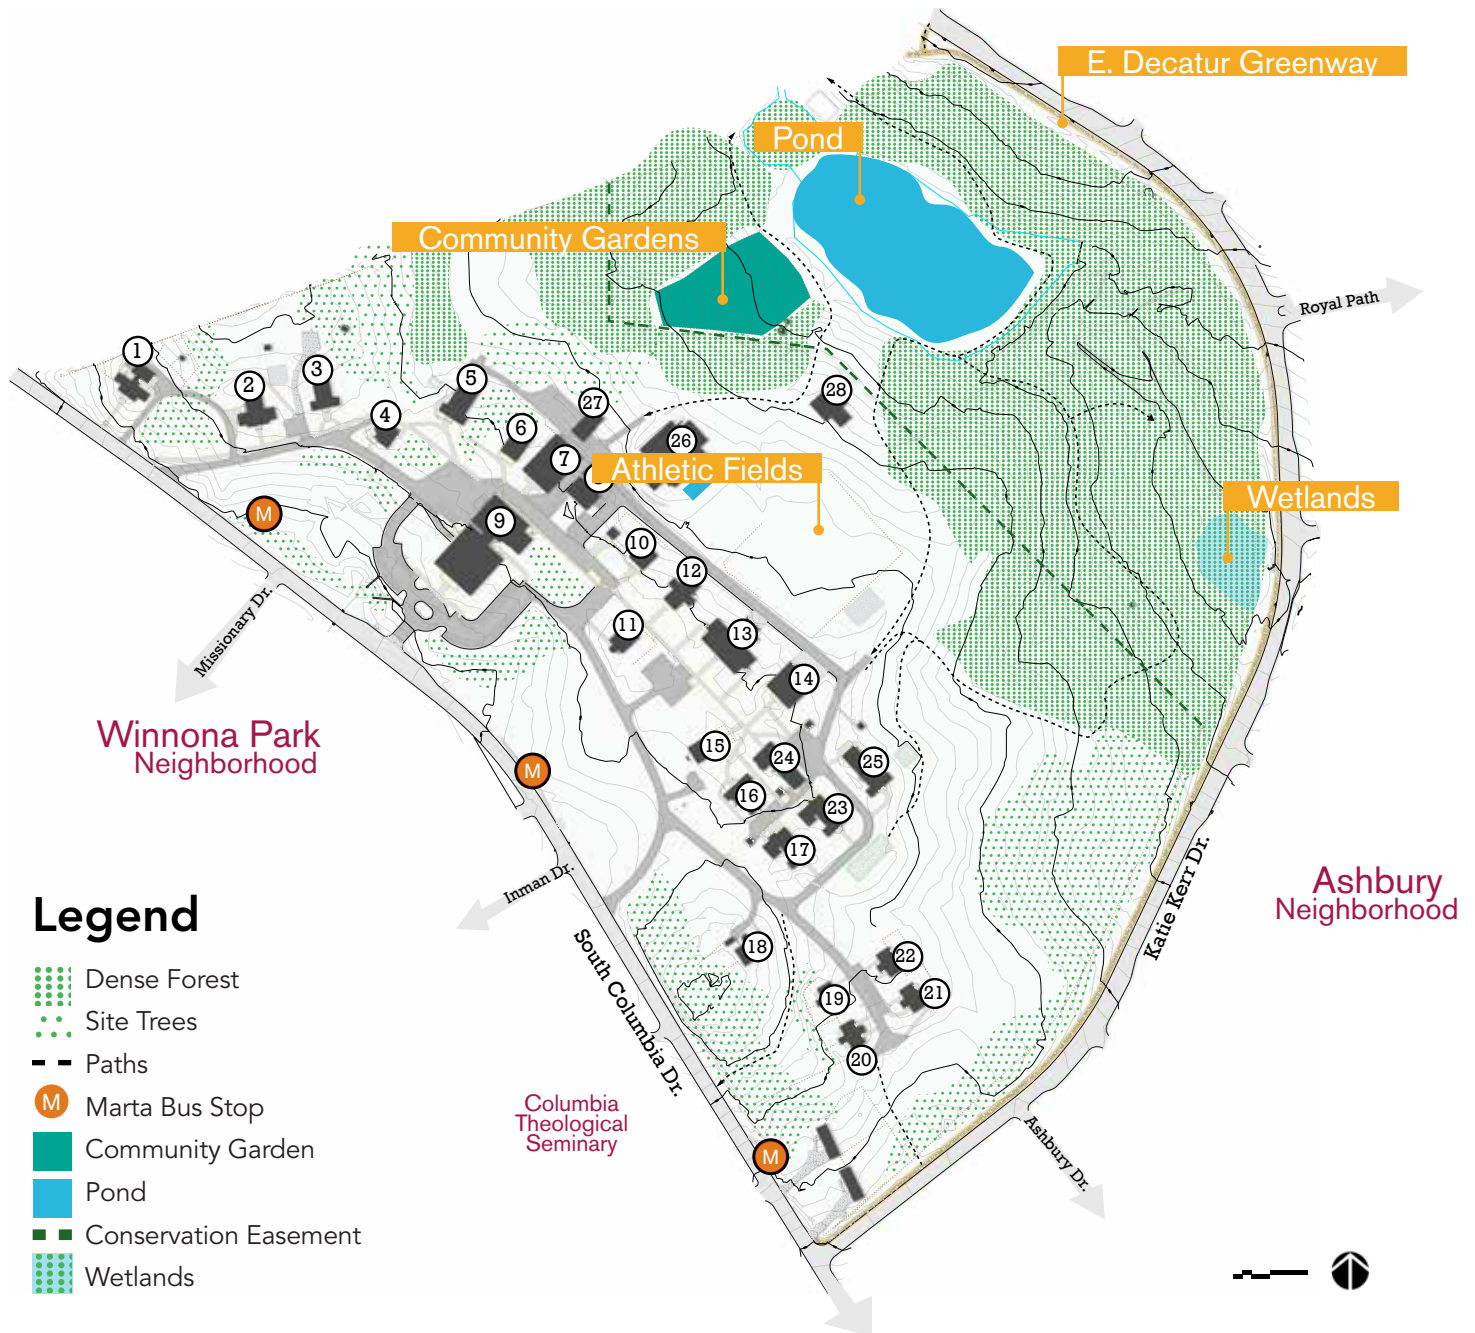 E. Decatur Greenway
Pond
Community Gardens
Royal Path
1
2
3
4
5
6
27
7
28
26
Athletic Fields
Wetlands
M
9
10
12
11
13
14
Missionary Dr.
Winnona Park
Neighborhood
M
15
24
25
16
23
17
Inman Dr.
Katie Kerr Dr.
Ashbury
Neighborhood
South Columbia Dr.
18
22
19
21
20
Columbia
Theological
Seminary
M
Ashbury Dr.
Legend
Dense Forest
Site Trees
Paths
M Marta Bus Stop
Community Garden
Pond
Conservation Easement
Wetlands